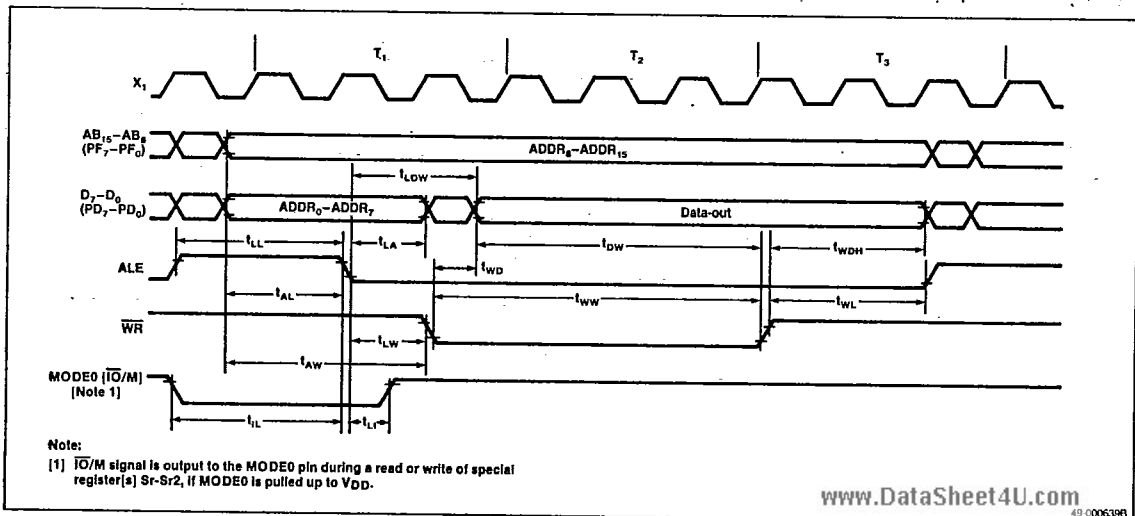 τ₁ T₂ T₃
X₁
AB₁₅–AB₈
(PF₇–PF₀)
ADDR₈–ADDR₁₅
tLDW
D₇–D₀
(PD₇–PD₀)
ADDR₀–ADDR₇
Data-out
tLL tLA tDW tWDH
ALE
tWD
tAL tWW tWL
WR
tLW
tAW
MODE0 [IO/M]
[Note 1]
tIL tLI
Note:
[1] IO/M signal is output to the MODE0 pin during a read or write of special
register[s] Sr-Sr2, if MODE0 is pulled up to VDD.
www.DataSheet4U.com
49-000639B